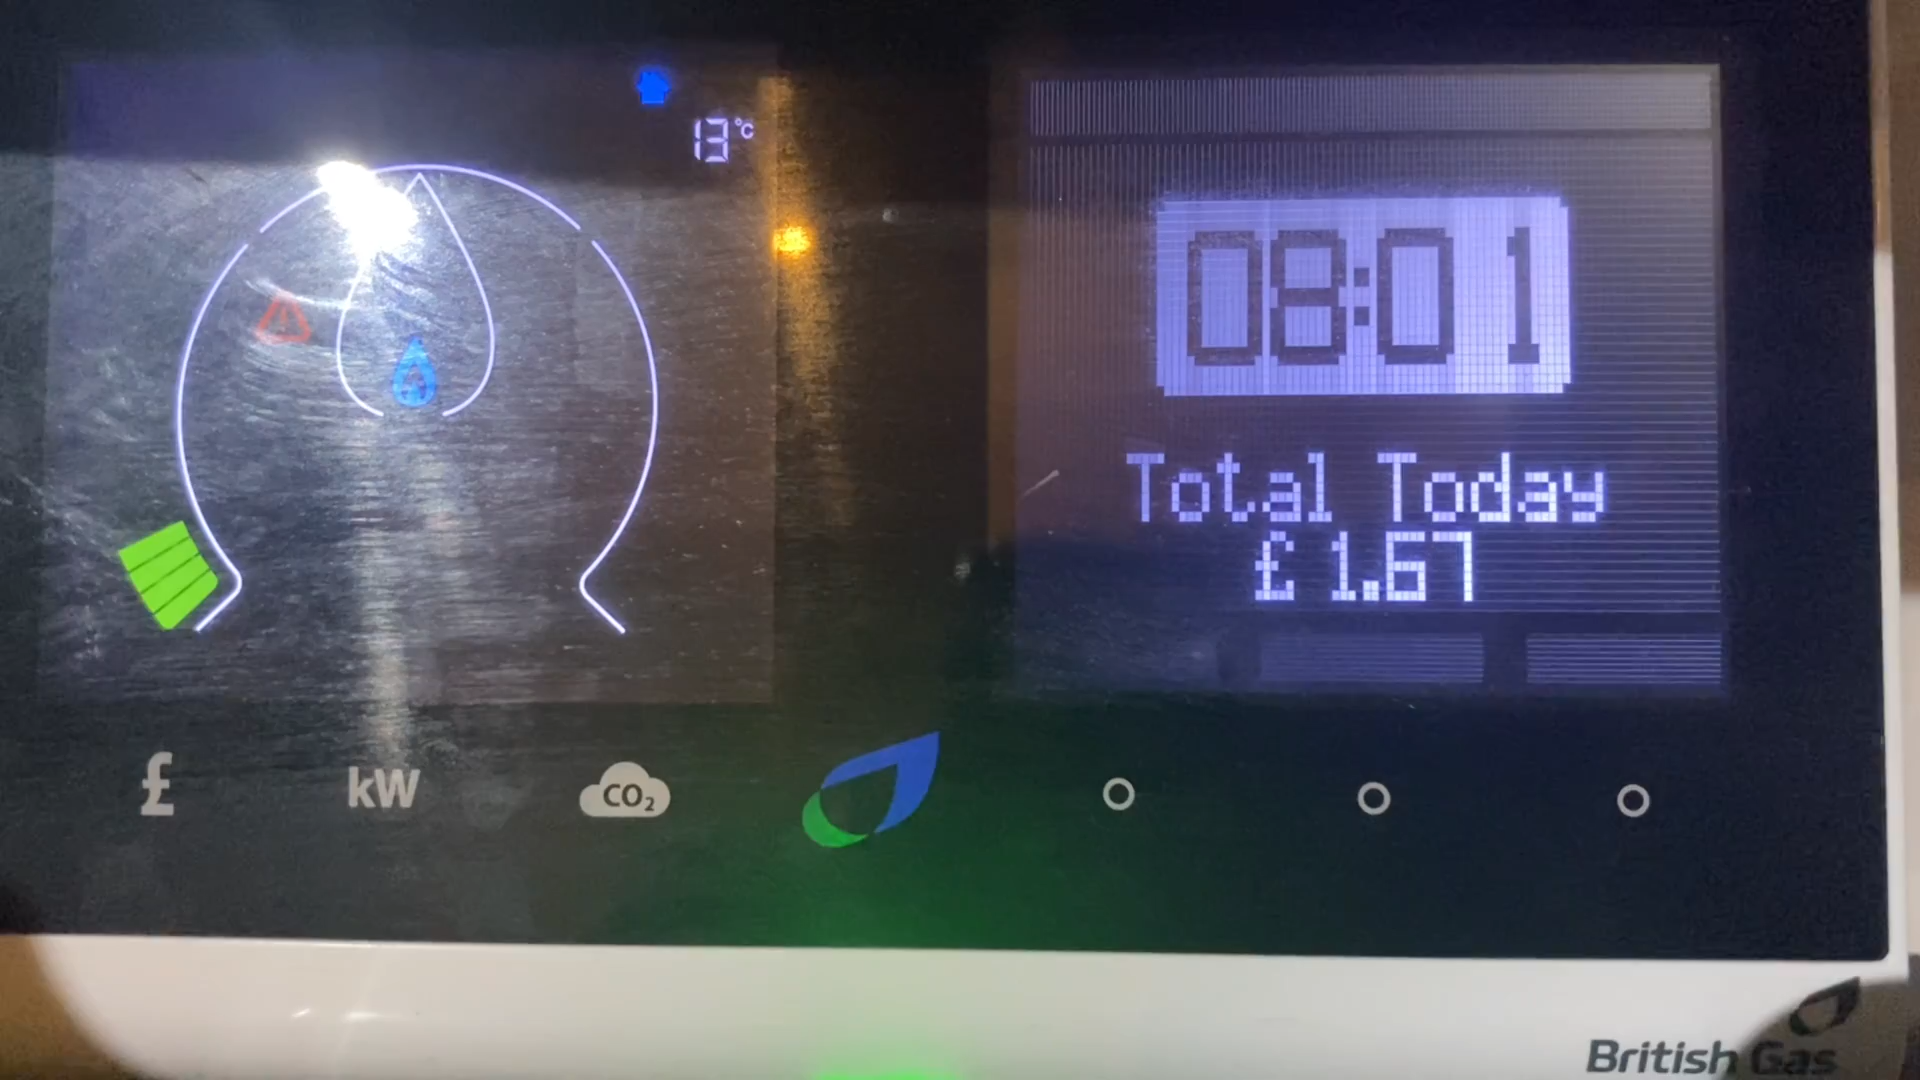 13°C
08:01
Total Today
£ 1.67
£
kW
CO₂
British Gas